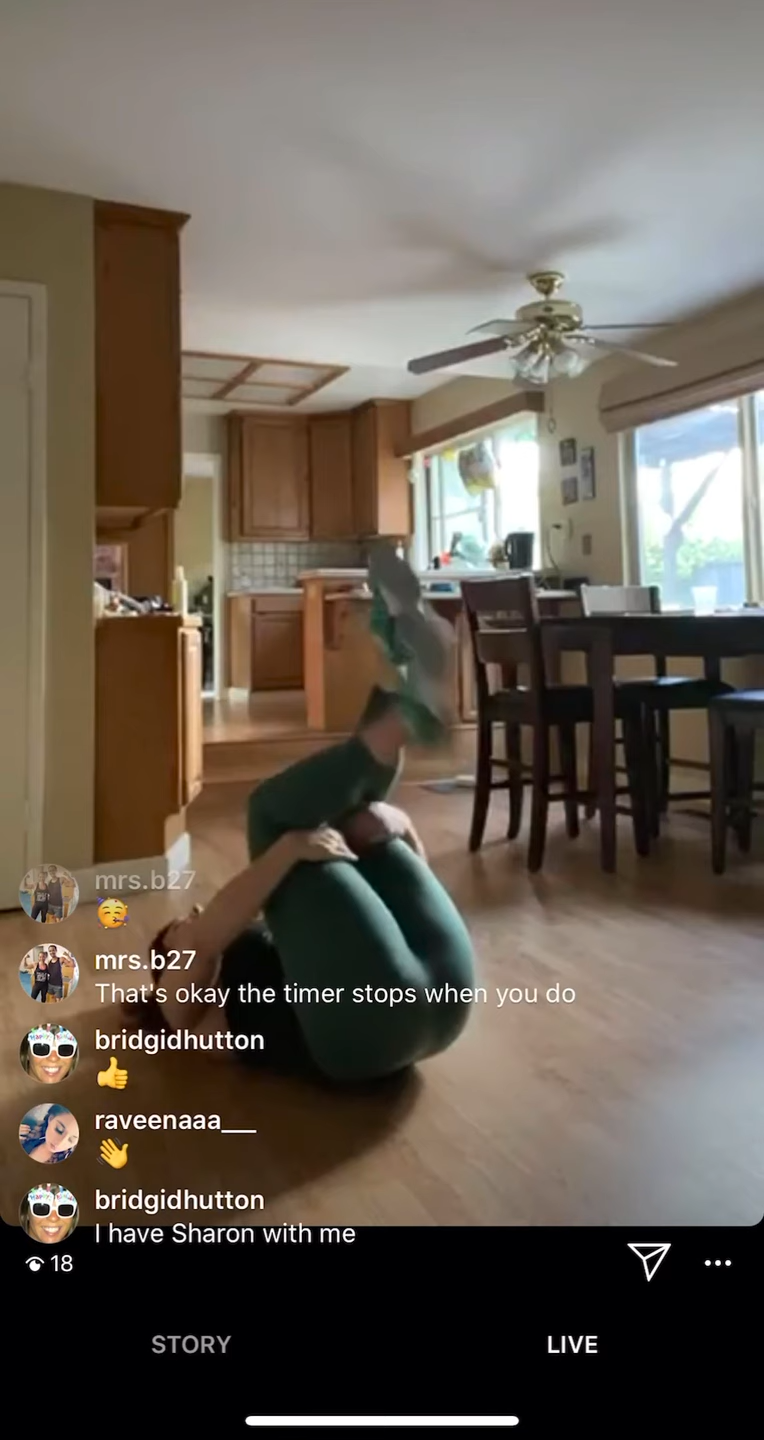 mrs.b27
🥳
mrs.b27
That's okay the timer stops when you do
bridgidhutton
👍
raveenaaa___
👋
bridgidhutton
I have Sharon with me
18
STORY
LIVE